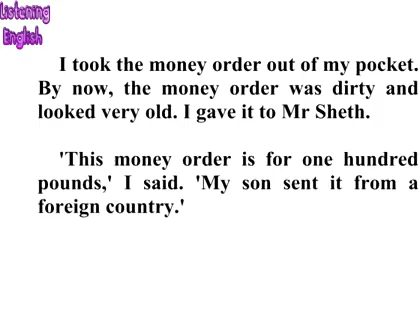 Listening
English
I took the money order out of my pocket.
By now, the money order was dirty and
looked very old. I gave it to Mr Sheth.
'This money order is for one hundred
pounds,' I said. 'My son sent it from a
foreign country.'